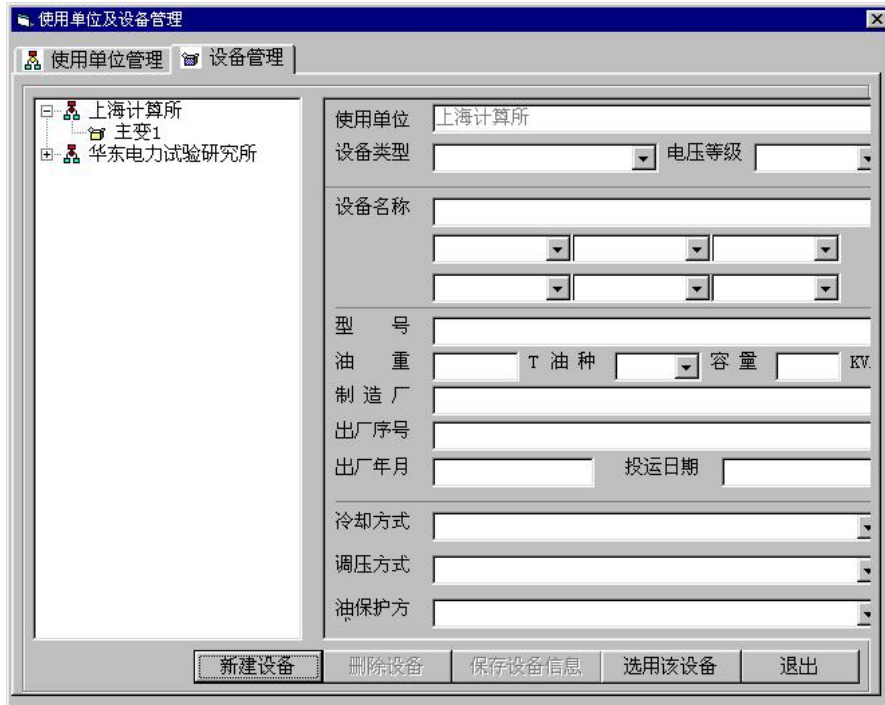 使用单位及设备管理
使用单位管理 设备管理
上海计算所
主变1
华东电力试验研究所
使用单位 上海计算所
设备类型 电压等级
设备名称
型 号
油 重 T 油 种 容 量 KV
制 造 厂
出厂序号
出厂年月 投运日期
冷却方式
调压方式
油保护方
新建设备 删除设备 保存设备信息 选用该设备 退出